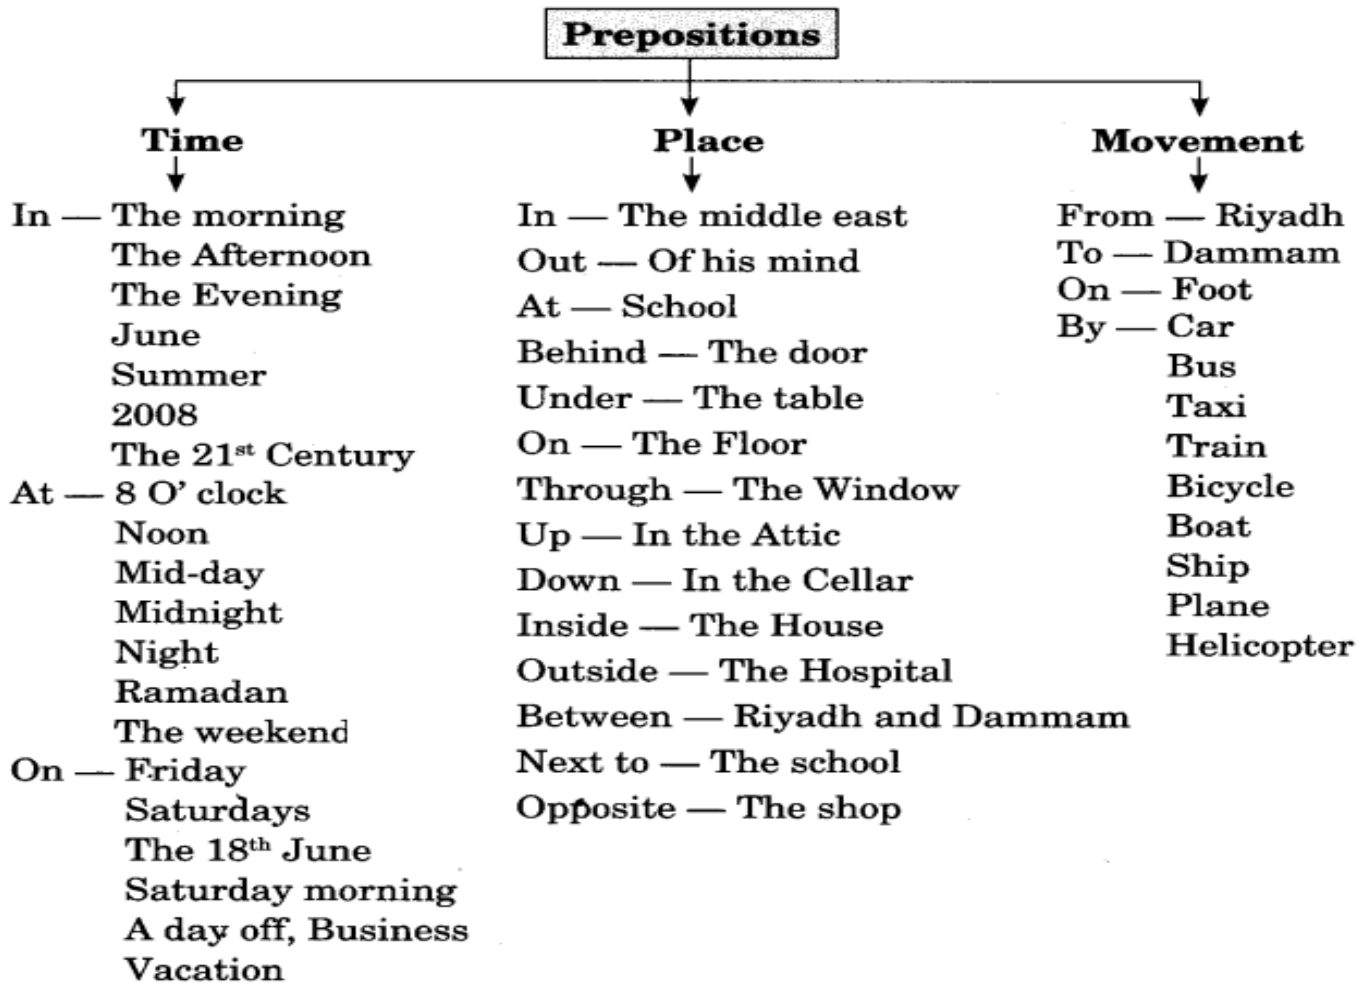 Prepositions
Time
In — The morning
The Afternoon
The Evening
June
Summer
2008
The 21st Century
At — 8 O' clock
Noon
Mid-day
Midnight
Night
Ramadan
The weekend
On — Friday
Saturdays
The 18th June
Saturday morning
A day off, Business
Vacation
Place
In — The middle east
Out — Of his mind
At — School
Behind — The door
Under — The table
On — The Floor
Through — The Window
Up — In the Attic
Down — In the Cellar
Inside — The House
Outside — The Hospital
Between — Riyadh and Dammam
Next to — The school
Opposite — The shop
Movement
From — Riyadh
To — Dammam
On — Foot
By — Car
Bus
Taxi
Train
Bicycle
Boat
Ship
Plane
Helicopter